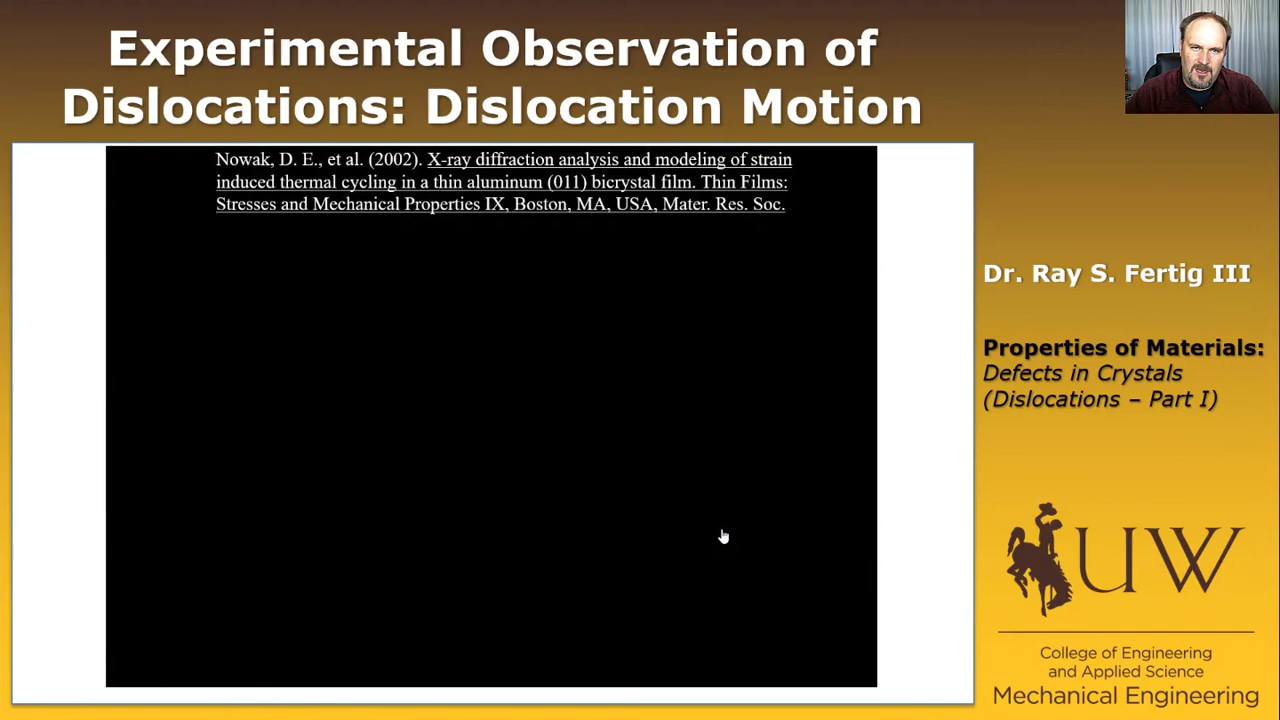 Experimental Observation of
Dislocations: Dislocation Motion
Nowak, D. E., et al. (2002). X-ray diffraction analysis and modeling of strain
induced thermal cycling in a thin aluminum (011) bicrystal film. Thin Films:
Stresses and Mechanical Properties IX, Boston, MA, USA, Mater. Res. Soc.
Dr. Ray S. Fertig III
Properties of Materials:
Defects in Crystals
(Dislocations – Part I)
UW
College of Engineering
and Applied Science
Mechanical Engineering